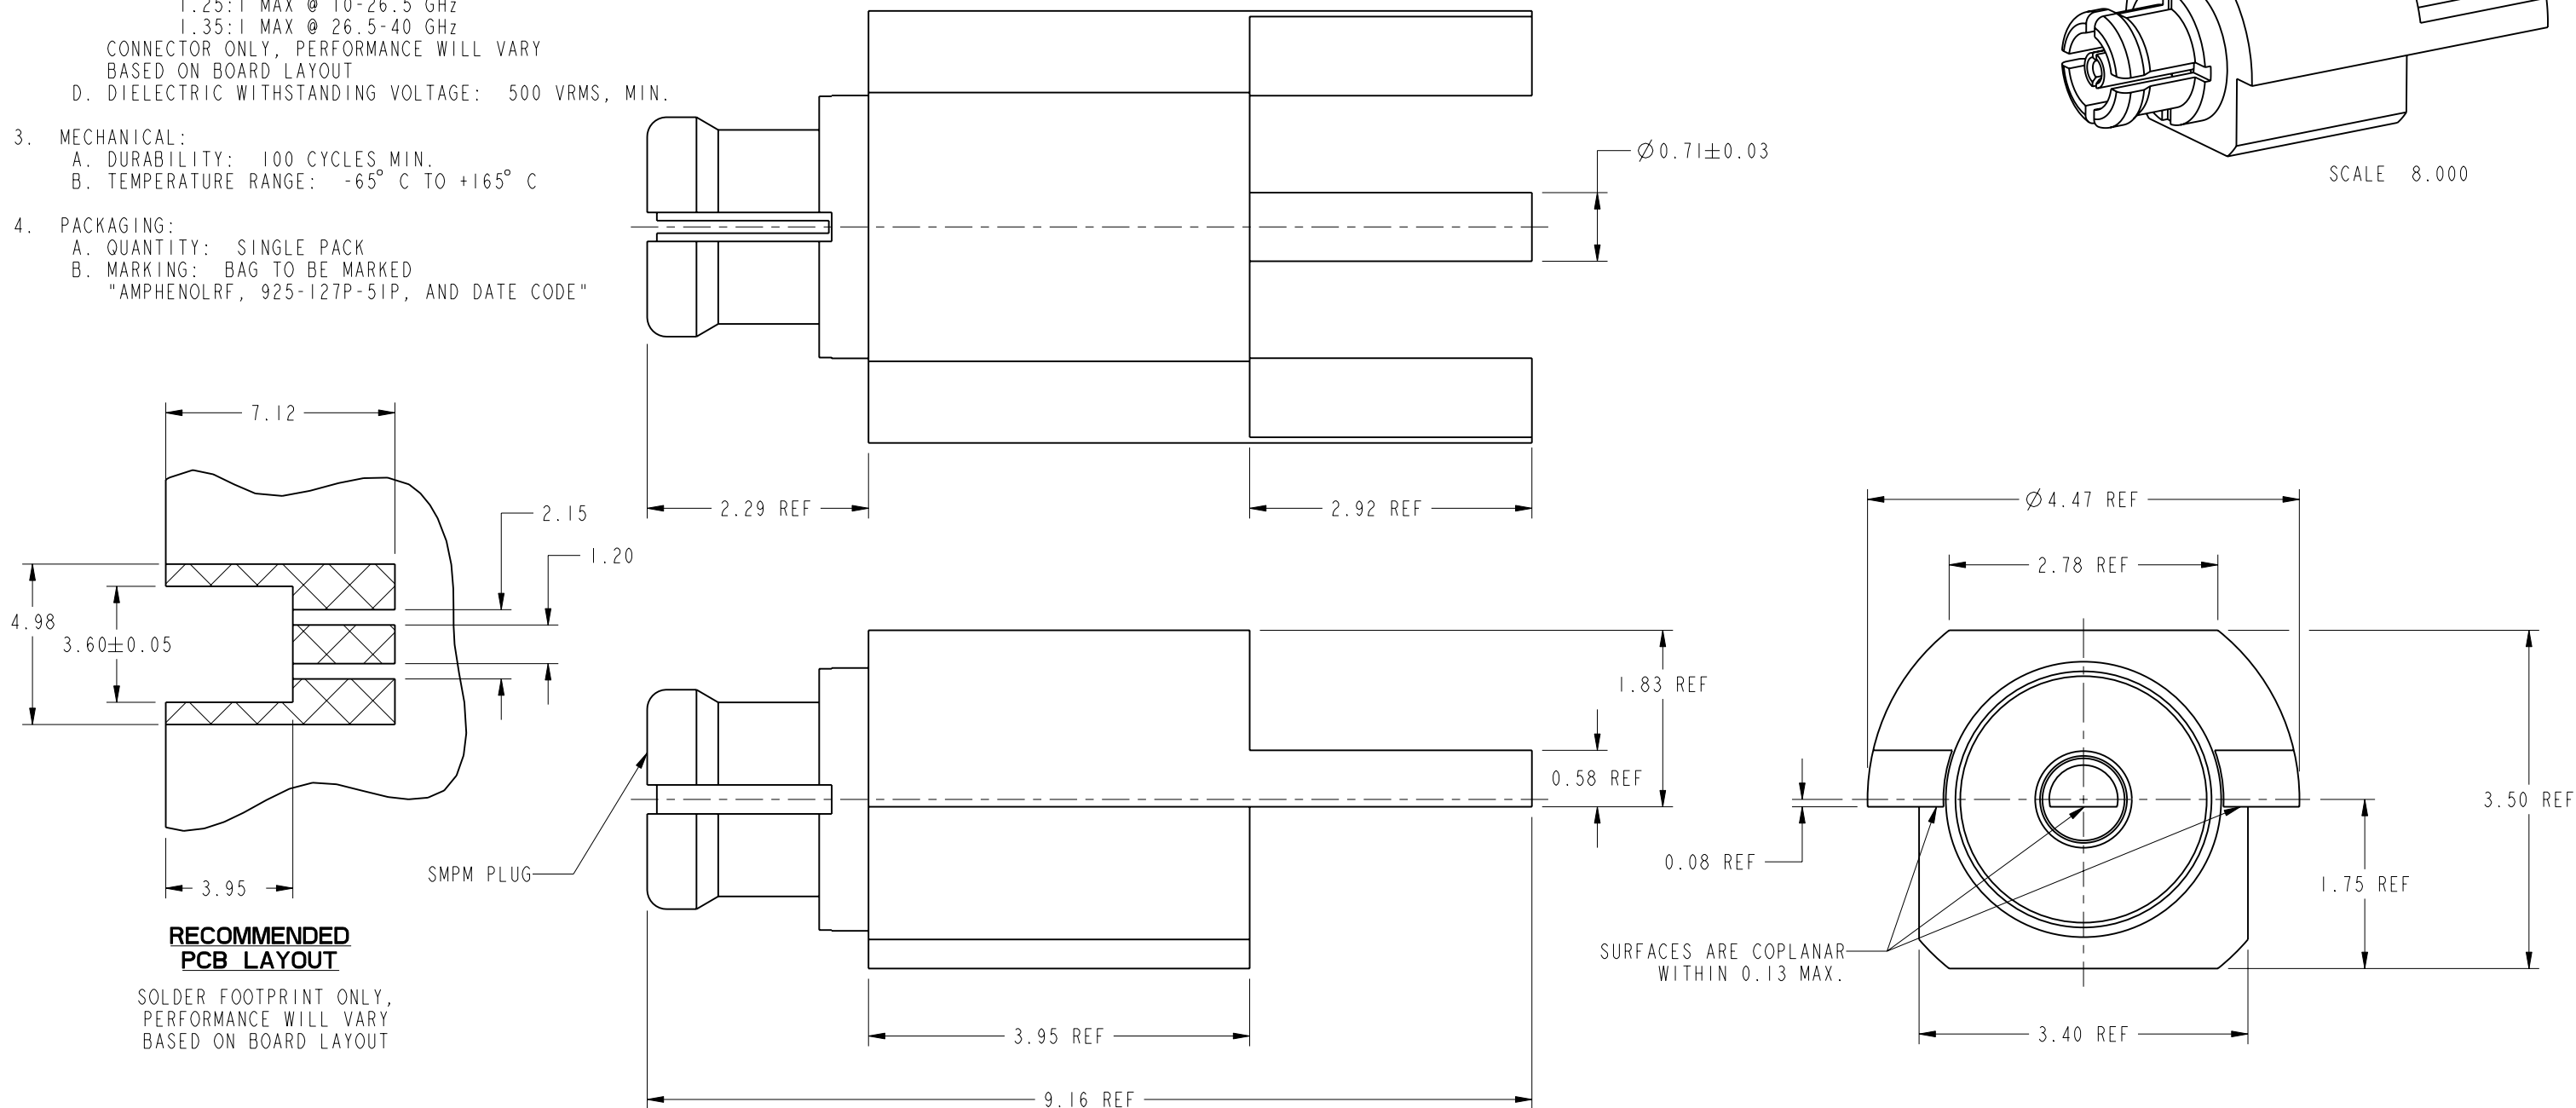 1.25:1 MAX @ 10-26.5 GHz
1.35:1 MAX @ 26.5-40 GHz
CONNECTOR ONLY, PERFORMANCE WILL VARY
BASED ON BOARD LAYOUT
D. DIELECTRIC WITHSTANDING VOLTAGE: 500 VRMS, MIN.
3. MECHANICAL:
A. DURABILITY: 100 CYCLES MIN.
B. TEMPERATURE RANGE: -65° C TO +165° C
4. PACKAGING:
A. QUANTITY: SINGLE PACK
B. MARKING: BAG TO BE MARKED
"AMPHENOLRF, 925-127P-51P, AND DATE CODE"
Ø0.71±0.03
SCALE 8.000
7.12
2.15
1.20
4.98
3.60±0.05
3.95
RECOMMENDED
PCB LAYOUT
SOLDER FOOTPRINT ONLY,
PERFORMANCE WILL VARY
BASED ON BOARD LAYOUT
2.29 REF
2.92 REF
SMPM PLUG
1.83 REF
0.58 REF
3.95 REF
9.16 REF
Ø4.47 REF
2.78 REF
0.08 REF
3.50 REF
1.75 REF
SURFACES ARE COPLANAR
WITHIN 0.13 MAX.
3.40 REF